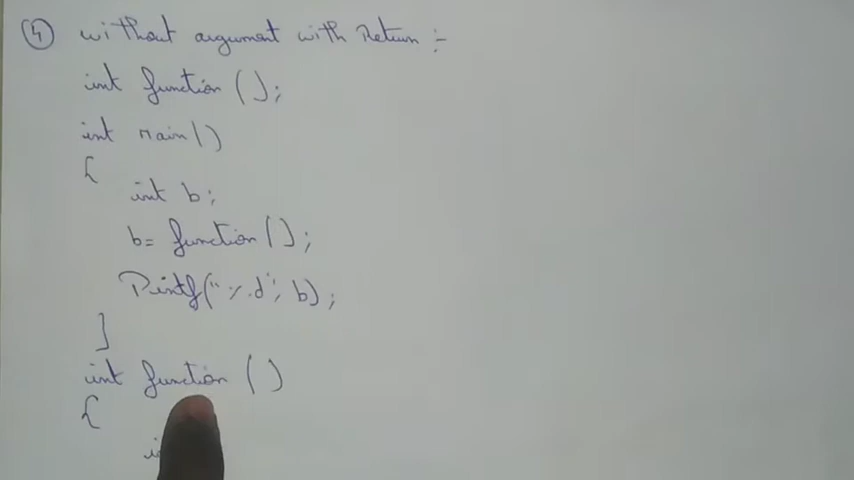 (4) without argument with Return :-
int function ();
int main()
{
int b;
b= function();
Printf("%d", b);
}
int function ()
{